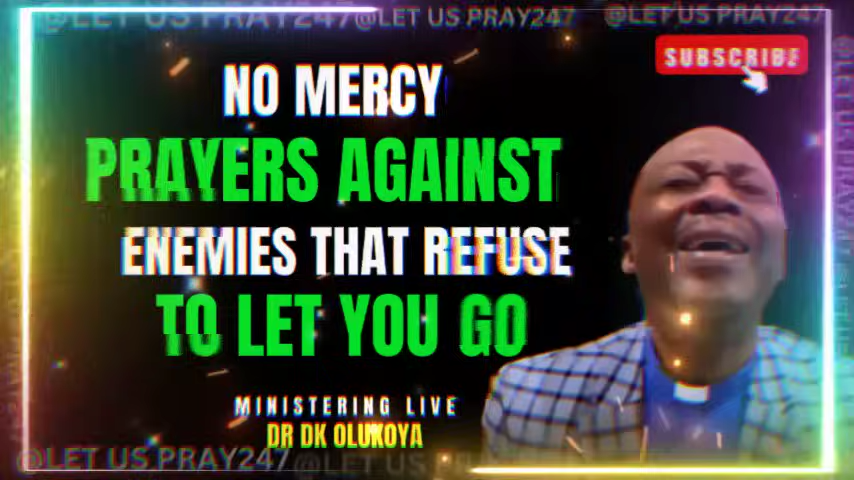 @LET US PRAY247 @LET US PRAY247 @LET US PRAY247
SUBSCRIBE
NO MERCY
PRAYERS AGAINST
ENEMIES THAT REFUSE
TO LET YOU GO
MINISTERING LIVE
DR DK OLUKOYA
@LET US PRAY247 @LET US PRAY247